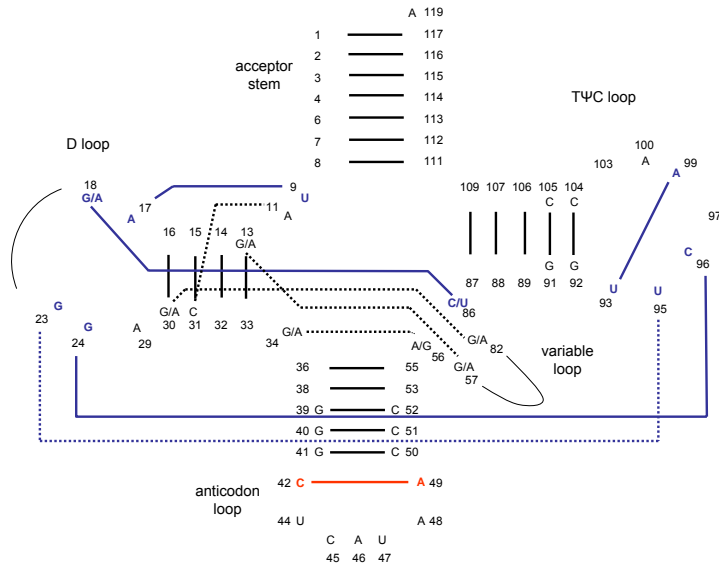 A 119
1 117
2 116
acceptor
stem
3 115
4 114
TΨC loop
6 113
7 112
D loop
8 111
100
A
103
99
A
18
G/A
17
A
9
U
11
A
109 107 106 105 104
C C
97
16 15 14 13
G/A
C
96
G G
87 88 89 91 92
C/U
86
U
93
U
95
23
G
G
24
A
29
G/A
30
C
31
32 33
34
G/A
A/G
56
G/A
82
G/A
57
variable
loop
36 55
38 53
39 G C 52
40 G C 51
41 G C 50
42 C A 49
anticodon
loop
44 U A 48
C A U
45 46 47